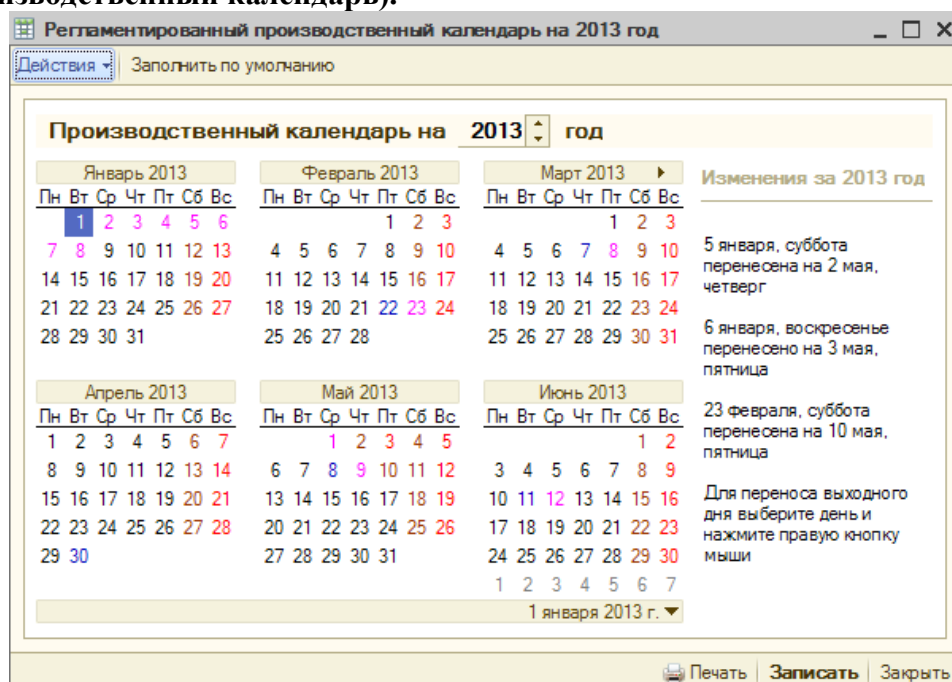 изводственный календарь).
Регламентированный производственный календарь на 2013 год
Действия Заполнить по умолчанию
Производственный календарь на 2013 год
Январь 2013 Февраль 2013 Март 2013
Изменения за 2013 год
Пн Вт Ср Чт Пт Сб Вс Пн Вт Ср Чт Пт Сб Вс Пн Вт Ср Чт Пт Сб Вс
1 2 3 4 5 6 1 2 3 1 2 3
7 8 9 10 11 12 13 4 5 6 7 8 9 10 4 5 6 7 8 9 10
14 15 16 17 18 19 20 11 12 13 14 15 16 17 11 12 13 14 15 16 17
21 22 23 24 25 26 27 18 19 20 21 22 23 24 18 19 20 21 22 23 24
28 29 30 31 25 26 27 28 25 26 27 28 29 30 31
Апрель 2013 Май 2013 Июнь 2013
Пн Вт Ср Чт Пт Сб Вс Пн Вт Ср Чт Пт Сб Вс Пн Вт Ср Чт Пт Сб Вс
1 2 3 4 5 6 7 1 2 3 4 5 1 2
8 9 10 11 12 13 14 6 7 8 9 10 11 12 3 4 5 6 7 8 9
15 16 17 18 19 20 21 13 14 15 16 17 18 19 10 11 12 13 14 15 16
22 23 24 25 26 27 28 20 21 22 23 24 25 26 17 18 19 20 21 22 23
29 30 27 28 29 30 31 24 25 26 27 28 29 30
1 2 3 4 5 6 7
1 января 2013 г.
5 января, суббота
перенесена на 2 мая,
четверг
6 января, воскресенье
перенесено на 3 мая,
пятница
23 февраля, суббота
перенесена на 10 мая,
пятница
Для переноса выходного
дня выберите день и
нажмите правую кнопку
мыши
Печать Записать Закрыть